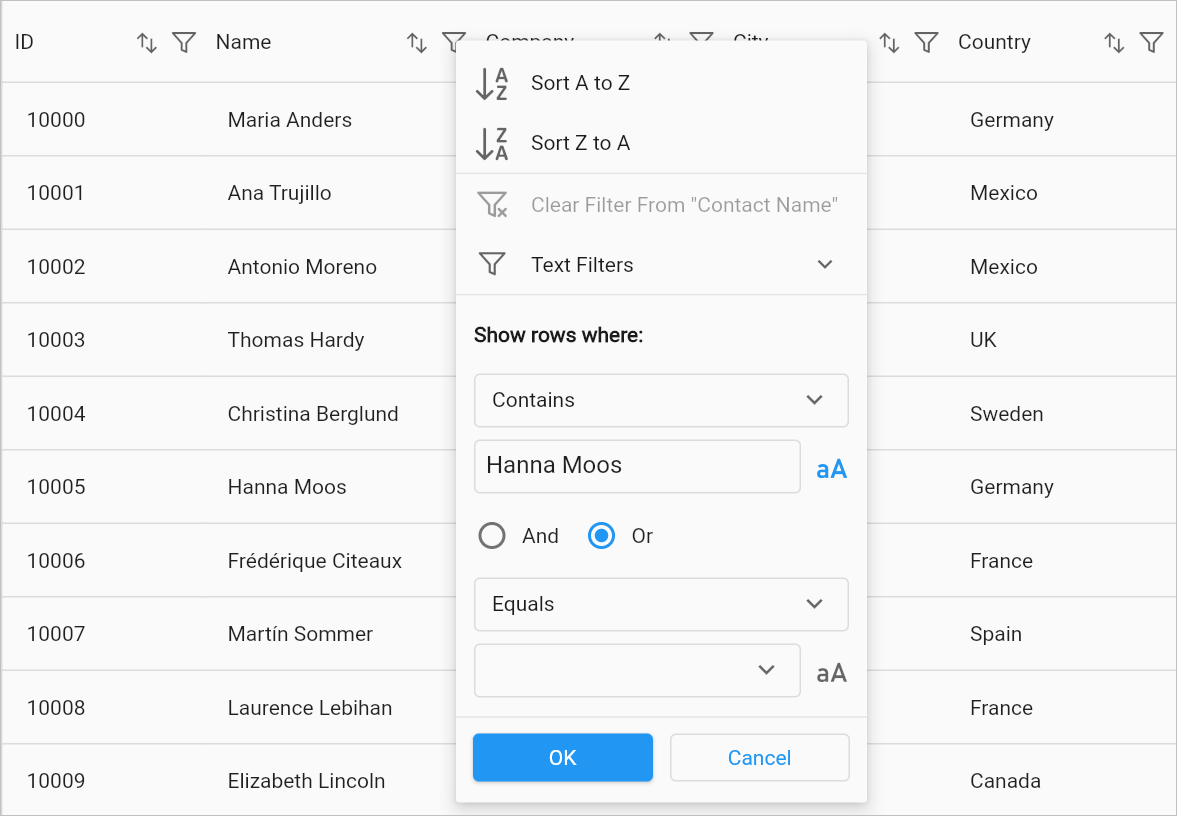 ID Name Company City Country
Sort A to Z
10000 Maria Anders Germany
Sort Z to A
10001 Ana Trujillo Mexico
Clear Filter From "Contact Name"
10002 Antonio Moreno Mexico
Text Filters
10003 Thomas Hardy UK
Show rows where:
10004 Christina Berglund Sweden
Contains
10005 Hanna Moos Germany
Hanna Moos aA
And Or
10006 Frédérique Citeaux France
Equals
10007 Martín Sommer Spain
aA
10008 Laurence Lebihan France
OK Cancel
10009 Elizabeth Lincoln Canada